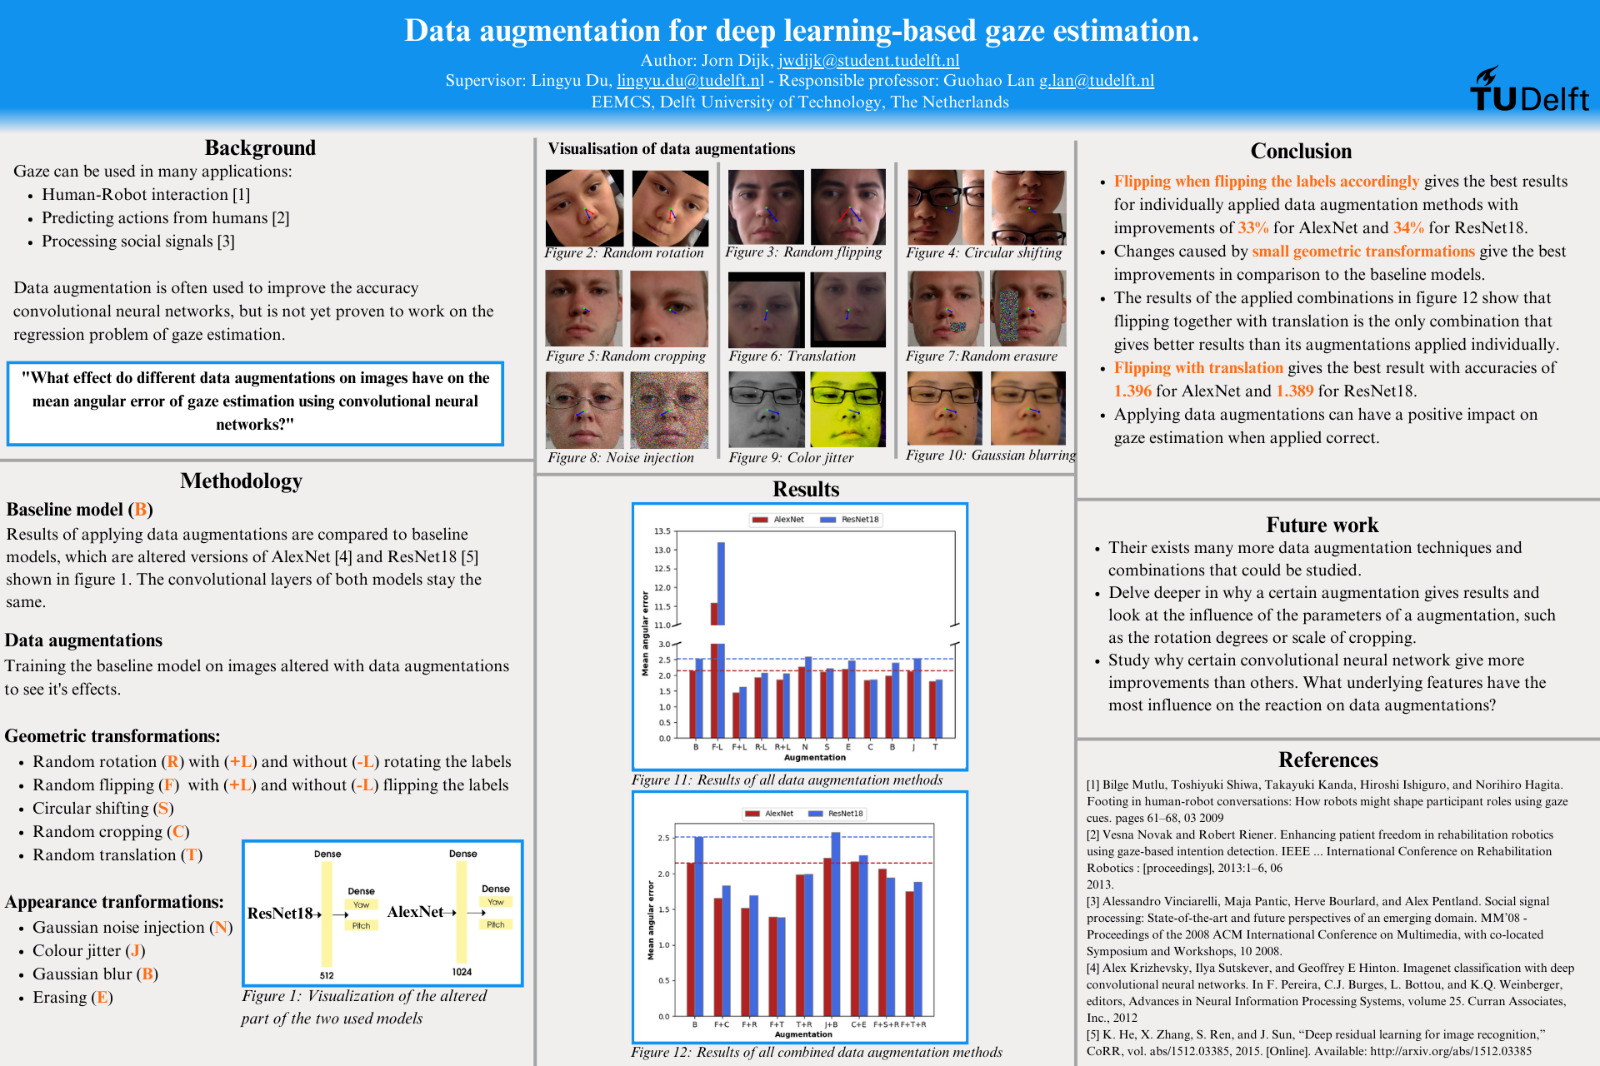 Data augmentation for deep learning-based gaze estimation.
Author: Jorn Dijk, jwdijk@student.tudelft.nl
Supervisor: Lingyu Du, lingyu.du@tudelft.nl - Responsible professor: Guohao Lan g.lan@tudelft.nl
EEMCS, Delft University of Technology, The Netherlands
TU Delft
Background
Gaze can be used in many applications:
• Human-Robot interaction [1]
• Predicting actions from humans [2]
• Processing social signals [3]
Data augmentation is often used to improve the accuracy
convolutional neural networks, but is not yet proven to work on the
regression problem of gaze estimation.
"What effect do different data augmentations on images have on the
mean angular error of gaze estimation using convolutional neural
networks?"
Methodology
Baseline model (B)
Results of applying data augmentations are compared to baseline
models, which are altered versions of AlexNet [4] and ResNet18 [5]
shown in figure 1. The convolutional layers of both models stay the
same.
Data augmentations
Training the baseline model on images altered with data augmentations
to see it's effects.
Geometric transformations:
• Random rotation (R) with (+L) and without (-L) rotating the labels
• Random flipping (F) with (+L) and without (-L) flipping the labels
• Circular shifting (S)
• Random cropping (C)
• Random translation (T)
Appearance tranformations:
• Gaussian noise injection (N)
• Colour jitter (J)
• Gaussian blur (B)
• Erasing (E)
Dense
Dense
Yaw
ResNet18
Pitch
512
Dense
Dense
Yaw
AlexNet
Pitch
1024
Figure 1: Visualization of the altered
part of the two used models
Visualisation of data augmentations
Figure 2: Random rotation
Figure 3: Random flipping
Figure 4: Circular shifting
Figure 5: Random cropping
Figure 6: Translation
Figure 7: Random erasure
Figure 8: Noise injection
Figure 9: Color jitter
Figure 10: Gaussian blurring
Results
AlexNet ResNet18
13.5
13.0
12.5
12.0
11.5
11.0
3.0
2.5
2.0
1.5
1.0
0.5
0.0
Mean angular error
B F-L F+L R-L R+L N S E C B J T
Augmentation
Figure 11: Results of all data augmentation methods
AlexNet ResNet18
2.5
2.0
1.5
1.0
0.5
0.0
Mean angular error
B F+C F+R F+T T+R J+B C+E F+S+R F+T+R
Augmentation
Figure 12: Results of all combined data augmentation methods
Conclusion
• Flipping when flipping the labels accordingly gives the best results
for individually applied data augmentation methods with
improvements of 33% for AlexNet and 34% for ResNet18.
• Changes caused by small geometric transformations give the best
improvements in comparison to the baseline models.
• The results of the applied combinations in figure 12 show that
flipping together with translation is the only combination that
gives better results than its augmentations applied individually.
• Flipping with translation gives the best result with accuracies of
1.396 for AlexNet and 1.389 for ResNet18.
• Applying data augmentations can have a positive impact on
gaze estimation when applied correct.
Future work
• Their exists many more data augmentation techniques and
combinations that could be studied.
• Delve deeper in why a certain augmentation gives results and
look at the influence of the parameters of a augmentation, such
as the rotation degrees or scale of cropping.
• Study why certain convolutional neural network give more
improvements than others. What underlying features have the
most influence on the reaction on data augmentations?
References
[1] Bilge Mutlu, Toshiyuki Shiwa, Takayuki Kanda, Hiroshi Ishiguro, and Norihiro Hagita.
Footing in human-robot conversations: How robots might shape participant roles using gaze
cues. pages 61–68, 03 2009
[2] Vesna Novak and Robert Riener. Enhancing patient freedom in rehabilitation robotics
using gaze-based intention detection. IEEE ... International Conference on Rehabilitation
Robotics : [proceedings], 2013:1–6, 06
2013.
[3] Alessandro Vinciarelli, Maja Pantic, Herve Bourlard, and Alex Pentland. Social signal
processing: State-of-the-art and future perspectives of an emerging domain. MM'08 -
Proceedings of the 2008 ACM International Conference on Multimedia, with co-located
Symposium and Workshops, 10 2008.
[4] Alex Krizhevsky, Ilya Sutskever, and Geoffrey E Hinton. Imagenet classification with deep
convolutional neural networks. In F. Pereira, C.J. Burges, L. Bottou, and K.Q. Weinberger,
editors, Advances in Neural Information Processing Systems, volume 25. Curran Associates,
Inc., 2012
[5] K. He, X. Zhang, S. Ren, and J. Sun, “Deep residual learning for image recognition,”
CoRR, vol. abs/1512.03385, 2015. [Online]. Available: http://arxiv.org/abs/1512.03385